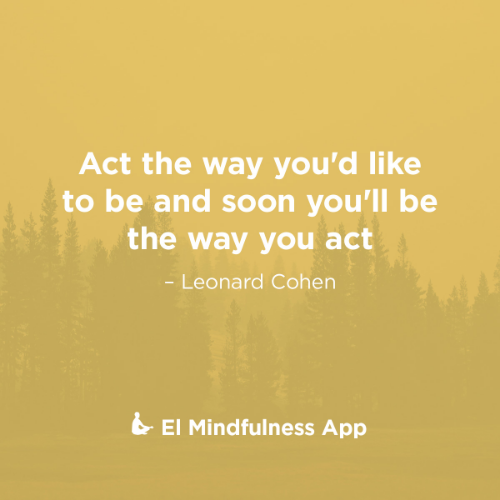 Act the way you'd like
to be and soon you'll be
the way you act
– Leonard Cohen
El Mindfulness App